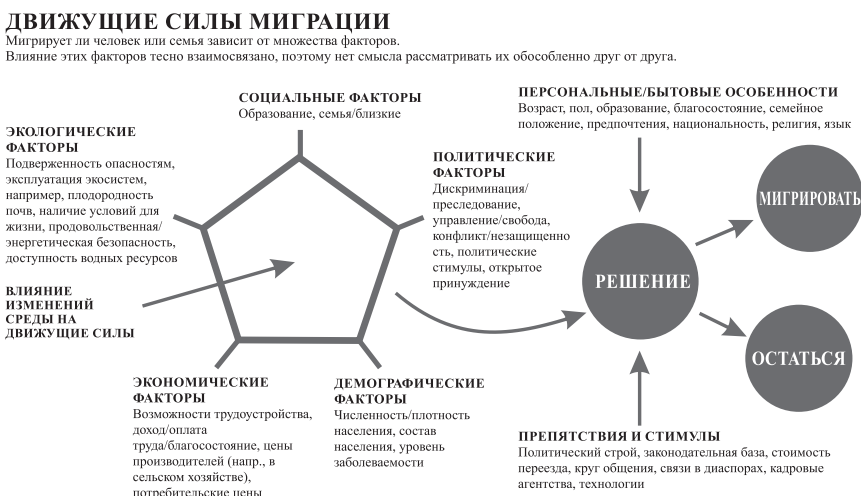 ДВИЖУЩИЕ СИЛЫ МИГРАЦИИ
Мигрирует ли человек или семья зависит от множества факторов.
Влияние этих факторов тесно взаимосвязано, поэтому нет смысла рассматривать их обособленно друг от друга.
СОЦИАЛЬНЫЕ ФАКТОРЫ
Образование, семья/близкие
ПЕРСОНАЛЬНЫЕ/БЫТОВЫЕ ОСОБЕННОСТИ
Возраст, пол, образование, благосостояние, семейное
положение, предпочтения, национальность, религия, язык
ЭКОЛОГИЧЕСКИЕ
ФАКТОРЫ
Подверженность опасностям,
эксплуатация экосистем,
например, плодородность
почв, наличие условий для
жизни, продовольственная/
энергетическая безопасность,
доступность водных ресурсов
ПОЛИТИЧЕСКИЕ
ФАКТОРЫ
Дискриминация/
преследование,
управление/свобода,
конфликт/незащищенно
сть, политические
стимулы, открытое
принуждение
МИГРИРОВАТЬ
РЕШЕНИЕ
ОСТАТЬСЯ
ВЛИЯНИЕ
ИЗМЕНЕНИЙ
СРЕДЫ НА
ДВИЖУЩИЕ СИЛЫ
ЭКОНОМИЧЕСКИЕ
ФАКТОРЫ
Возможности трудоустройства,
доход/оплата
труда/благосостояние, цены
производителей (напр., в
сельском хозяйстве),
потребительские цены
ДЕМОГРАФИЧЕСКИЕ
ФАКТОРЫ
Численность/плотность
населения, состав
населения, уровень
заболеваемости
ПРЕПЯТСТВИЯ И СТИМУЛЫ
Политический строй, законодательная база, стоимость
переезда, круг общения, связи в диаспорах, кадровые
агентства, технологии